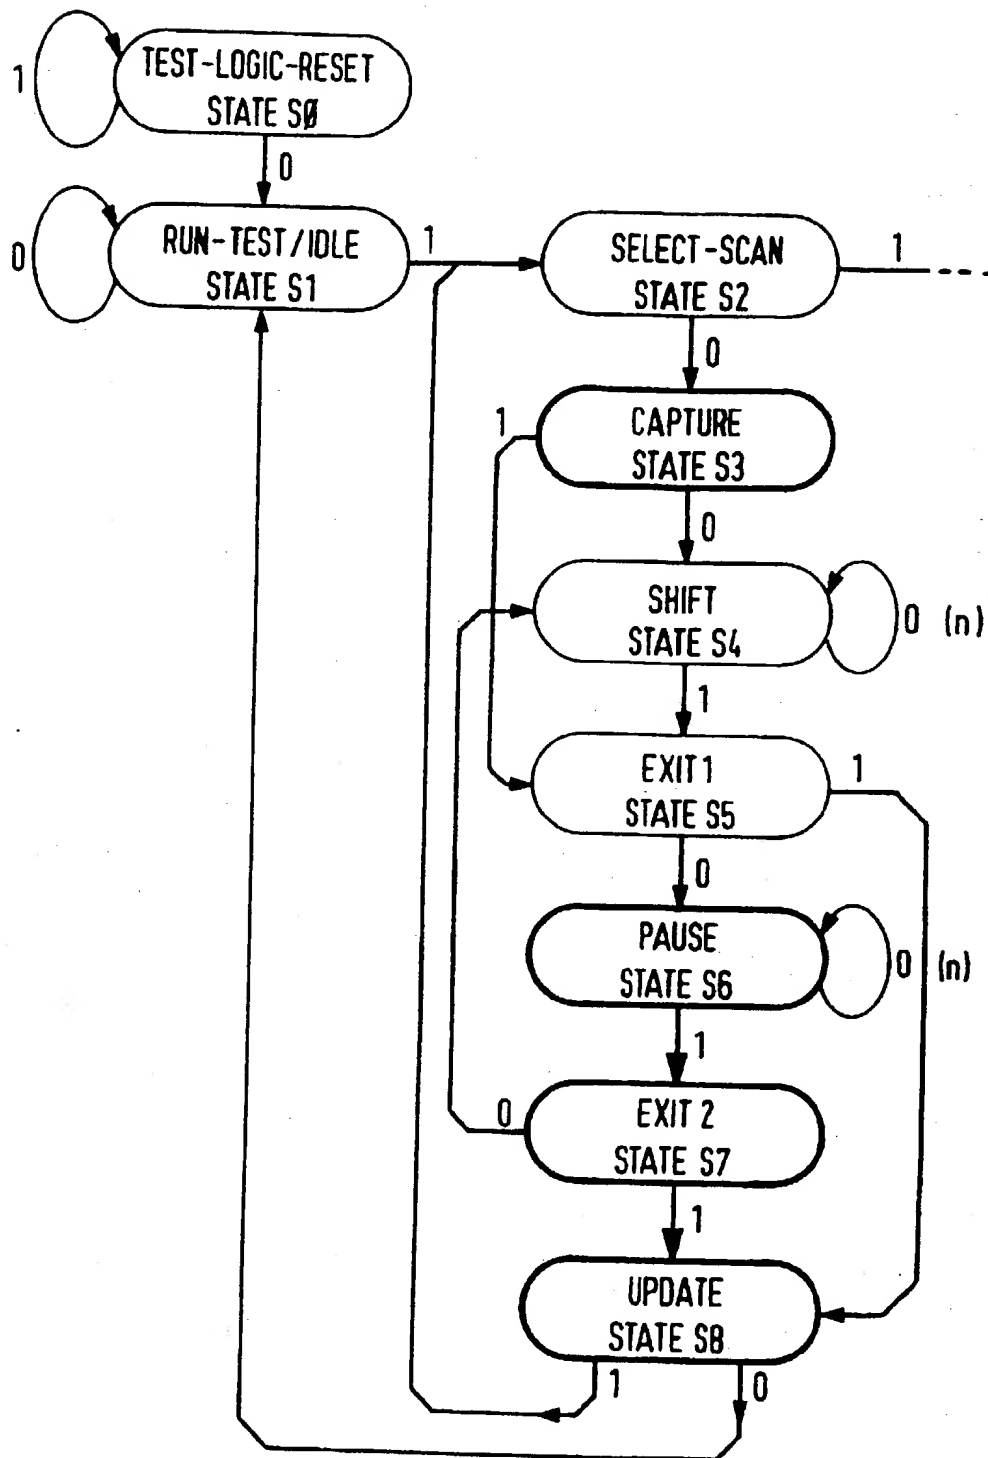 1
TEST-LOGIC-RESET
STATE SØ
0
0
RUN-TEST/IDLE
STATE S1
1
SELECT-SCAN
STATE S2
1
0
1
CAPTURE
STATE S3
0
SHIFT
STATE S4
0 (n)
1
EXIT 1
STATE S5
1
0
PAUSE
STATE S6
0 (n)
1
0
EXIT 2
STATE S7
1
UPDATE
STATE S8
1
0